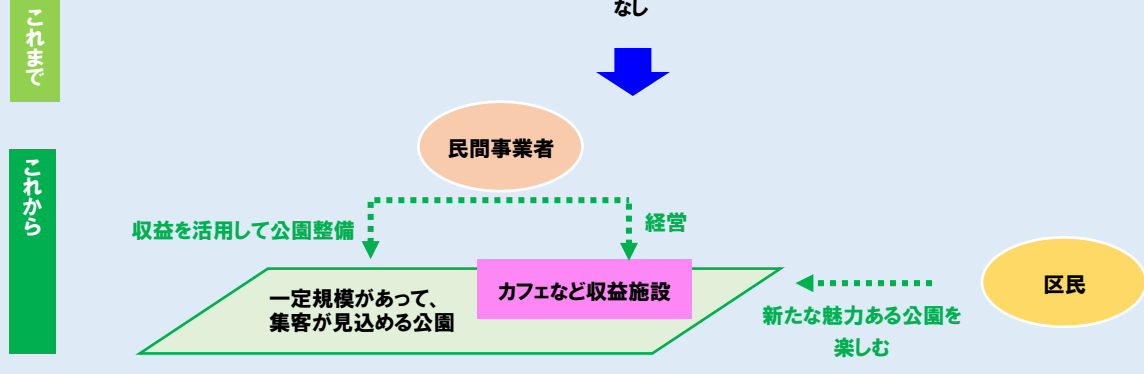 これまで
なし
これから
民間事業者
収益を活用して公園整備
経営
一定規模があって、
集客が見込める公園
カフェなど収益施設
新たな魅力ある公園を
楽しむ
区民